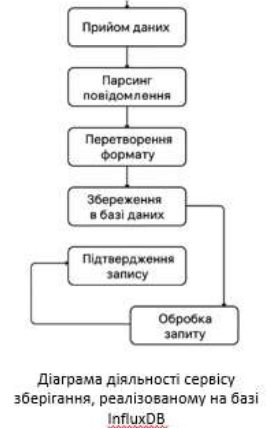 Прийом даних
Парсинг
повідомлення
Перетворення
формату
Збереження
в базі даних
Підтвердження
запису
Обробка
запиту
Діаграма діяльності сервісу
зберігання, реалізованому на базі
InfluxDB